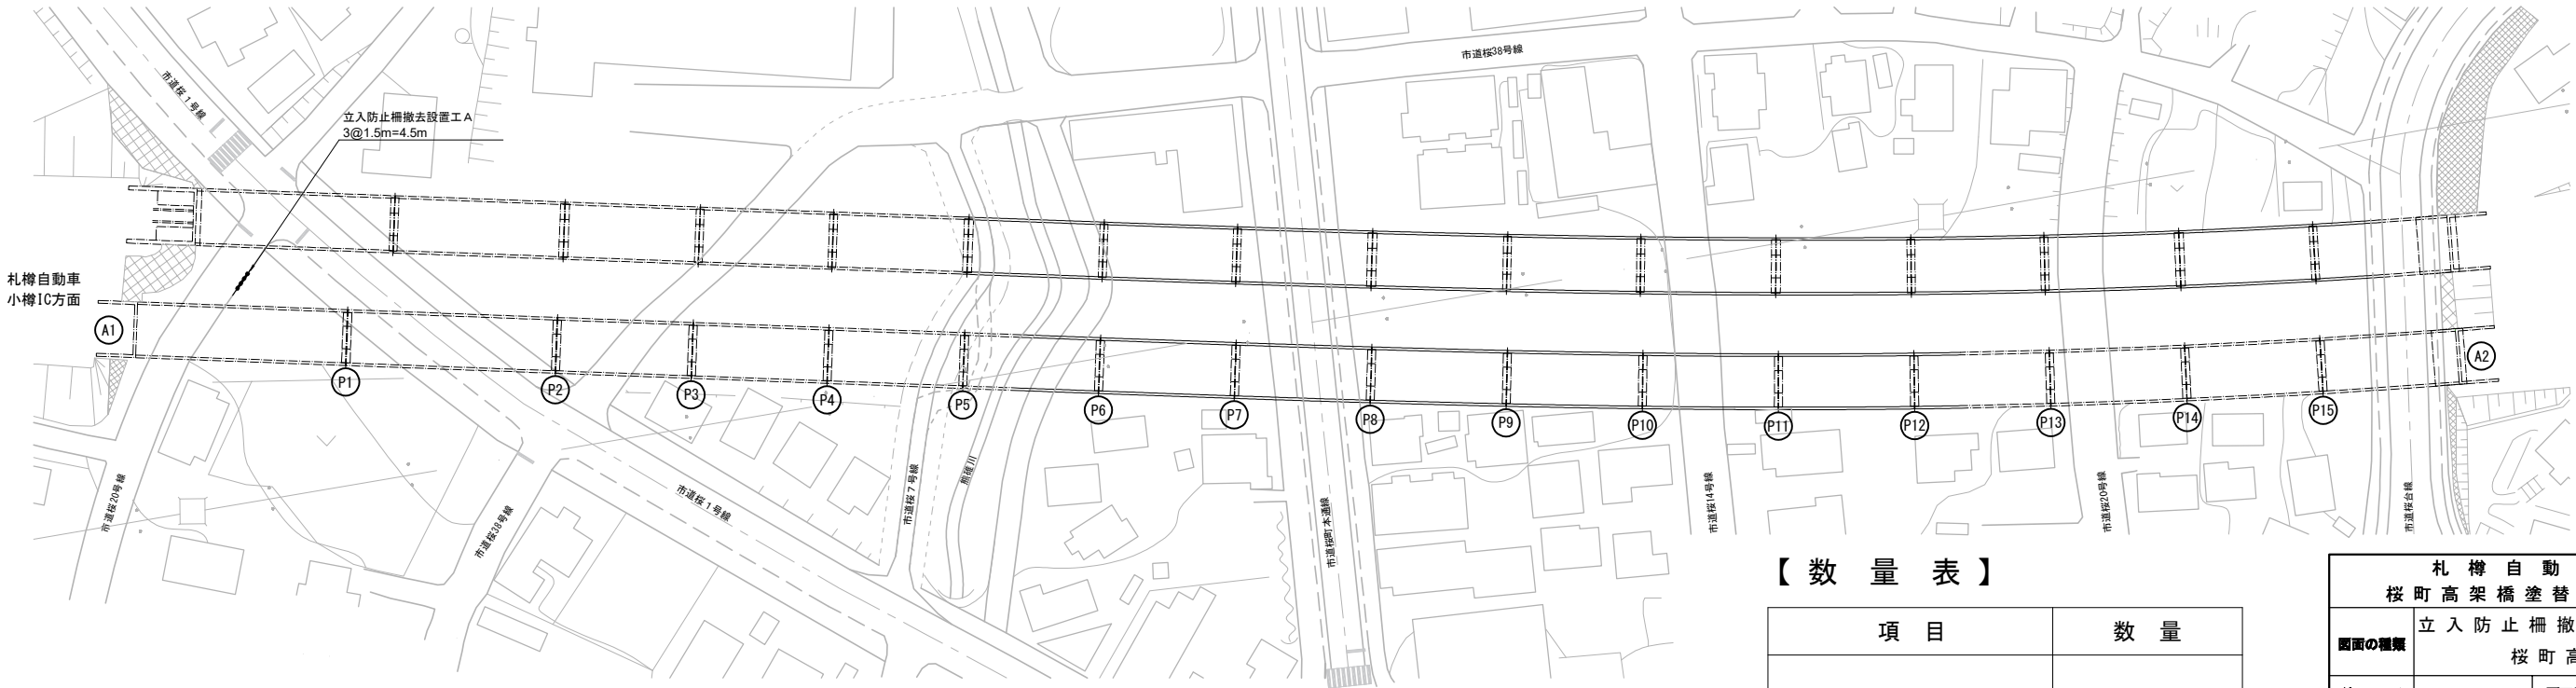 市道桜1号線
市道桜38号線
立入防止柵撤去設置工A
3@1.5m=4.5m
札樽自動車
小樽IC方面
A1
A2
P1
P2
P3
P4
P5
P6
P7
P8
P9
P10
P11
P12
P13
P14
P15
市道桜20号線
市道桜38号線
市道桜1号線
市道桜7号線
熊碓川
市道桜町本通線
市道桜14号線
市道桜20号線
市道桜台線
【数量表】
項目 数量
札樽自動
桜町高架橋塗替
図面の種類
立入防止柵撤
桜町高